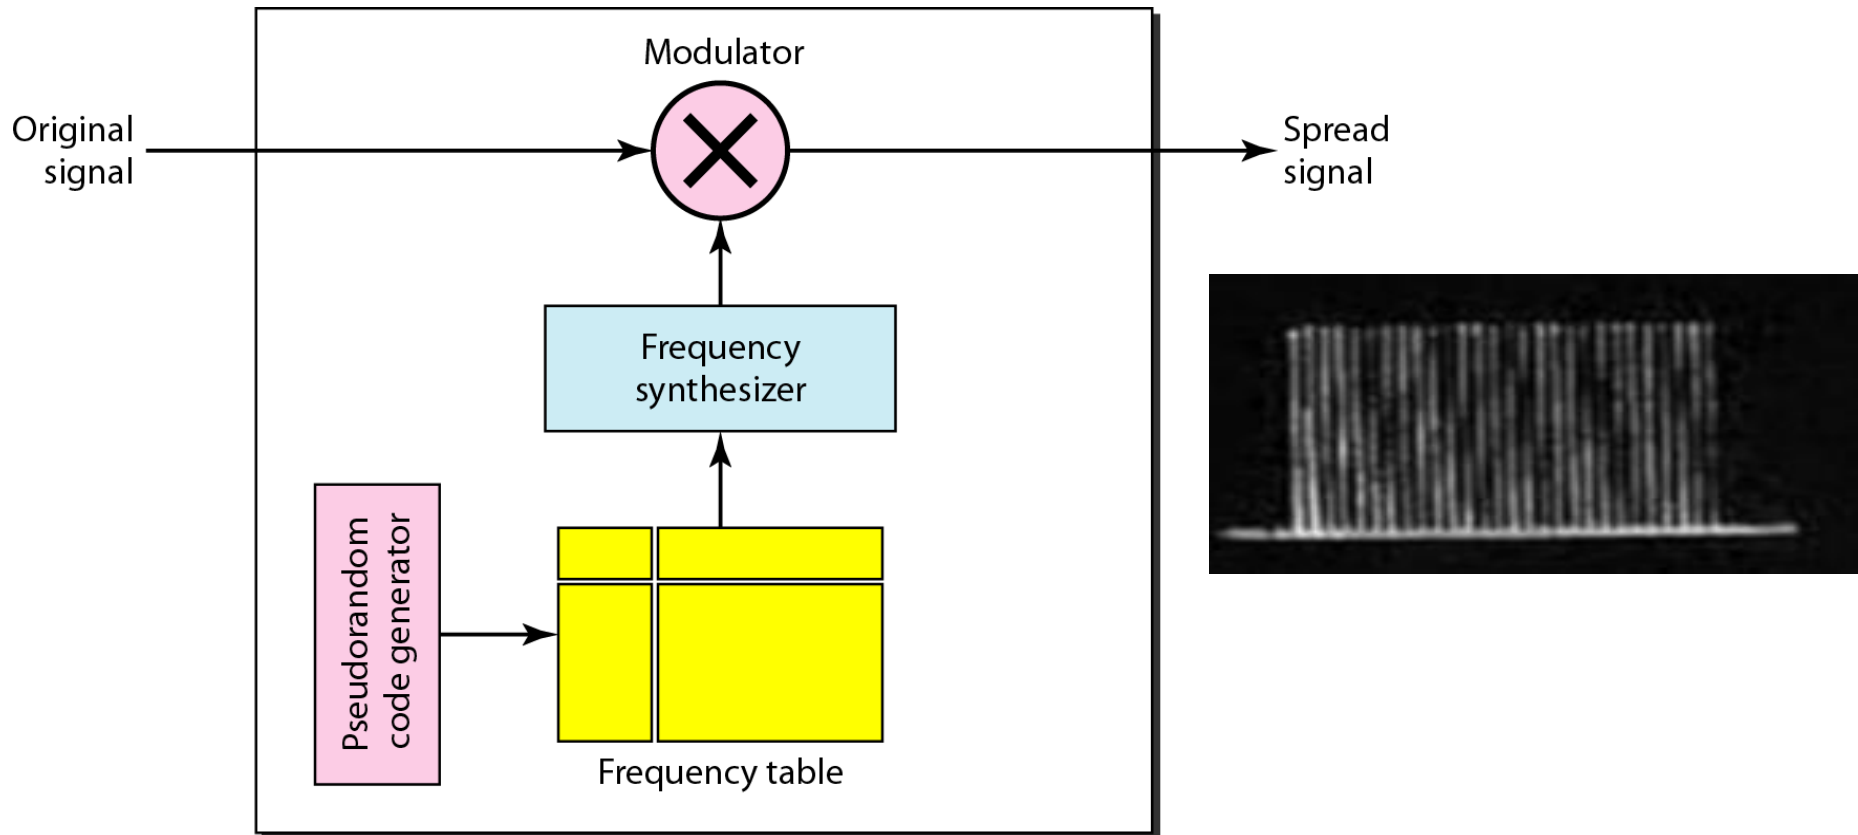 Modulator
Original
signal
Spread
signal
Frequency
synthesizer
Pseudorandom
code generator
Frequency table